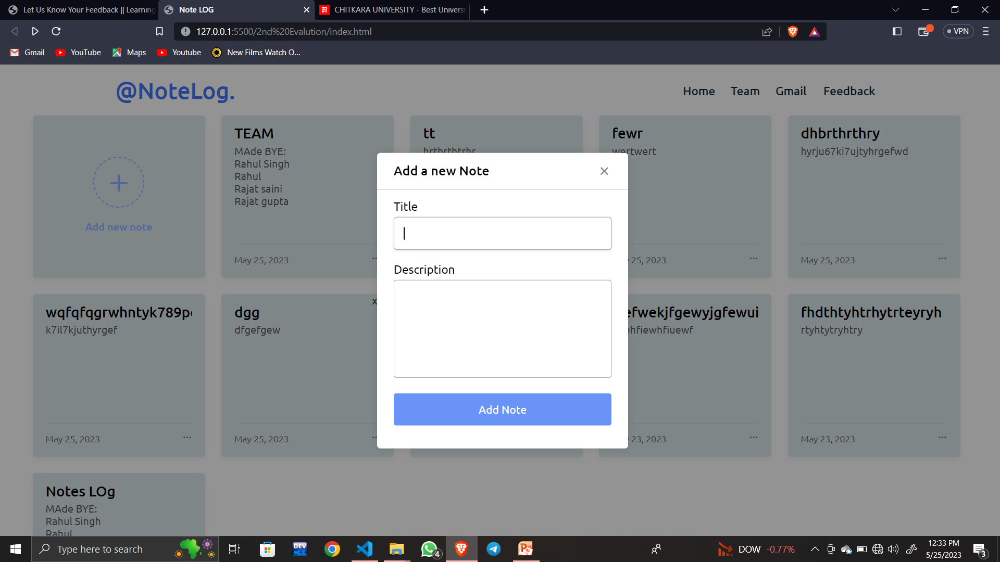 Let Us Know Your Feedback || Learning
Note LOG
CHITKARA UNIVERSITY - Best Universi
127.0.0.1:5500/2nd%20Evalution/index.html
VPN
Gmail
YouTube
Maps
Youtube
New Films Watch O...
@NoteLog.
Home
Team
Gmail
Feedback
Add new note
TEAM
MAde BYE:
Rahul Singh
Rahul
Rajat saini
Rajat gupta
May 25, 2023
tt
hrthrthtrhr
fewr
wertwert
25, 2023
dhbrthrthry
hyrju67ki7ujtyhrgefwd
May 25, 2023
Add a new Note
Title
Description
Add Note
wqfqfqgrwhntyk789p
k7il7kjuthyrgef
May 25, 2023
x
dgg
dfgefgew
May 25, 2023
efwekjfgewyjgfewui
ehfiewhfiuewf
23, 2023
fhdthtyhtrhytrteyryh
rtyhtytryhtry
May 23, 2023
Notes LOg
MAde BYE:
Rahul Singh
Rahul
Type here to search
DEV
C++
4
DOW -0.77%
12:33 PM
5/25/2023
3